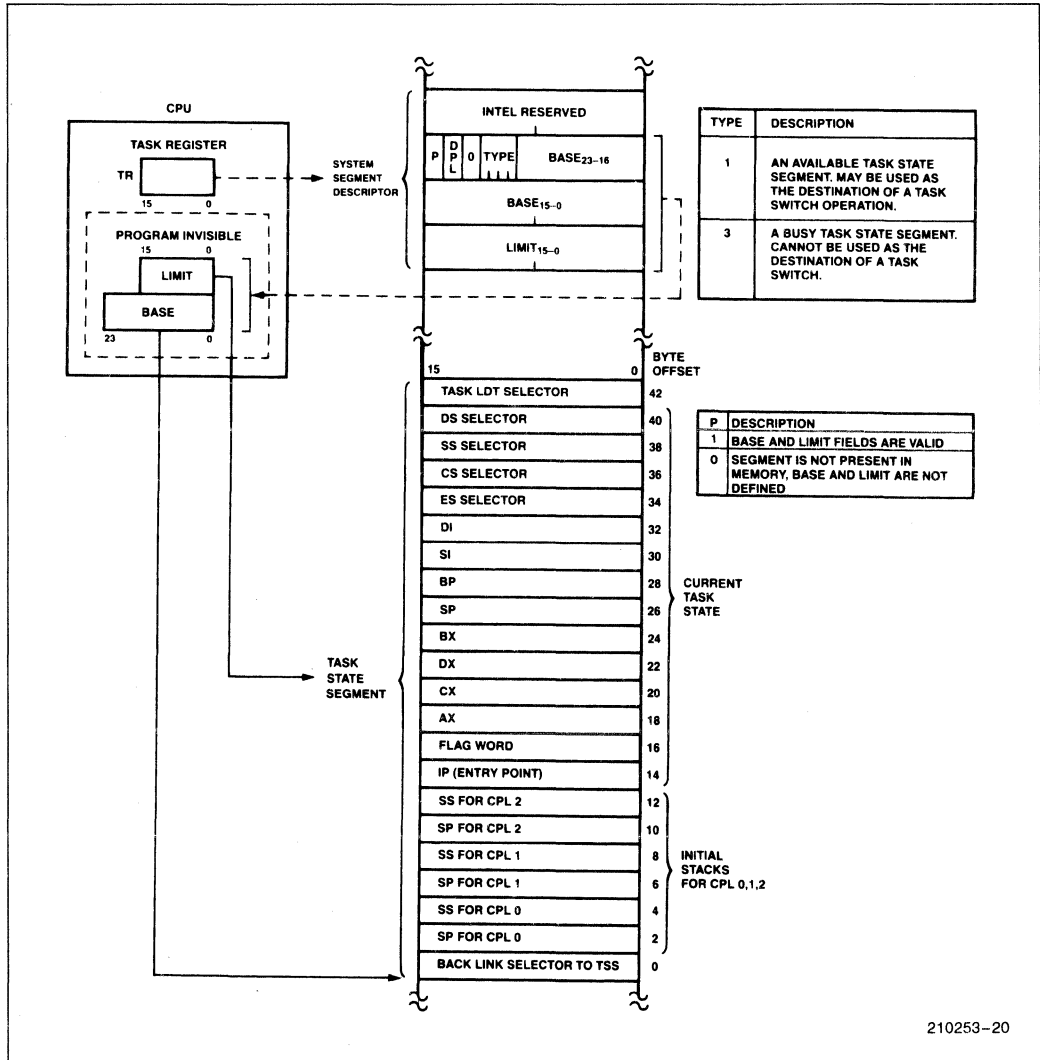 CPU
TASK REGISTER
TR
15 0
PROGRAM INVISIBLE
15 0
LIMIT
BASE
23 0
SYSTEM
SEGMENT
DESCRIPTOR
INTEL RESERVED
P DPL 0 TYPE BASE23–16
BASE15–0
LIMIT15–0
TYPE DESCRIPTION
1 AN AVAILABLE TASK STATE
SEGMENT. MAY BE USED AS
THE DESTINATION OF A TASK
SWITCH OPERATION.
3 A BUSY TASK STATE SEGMENT.
CANNOT BE USED AS THE
DESTINATION OF A TASK
SWITCH.
15 0
BYTE
OFFSET
TASK LDT SELECTOR 42
DS SELECTOR 40
SS SELECTOR 38
CS SELECTOR 36
ES SELECTOR 34
DI 32
SI 30
BP 28
SP 26
BX 24
DX 22
CX 20
AX 18
FLAG WORD 16
IP (ENTRY POINT) 14
SS FOR CPL 2 12
SP FOR CPL 2 10
SS FOR CPL 1 8
SP FOR CPL 1 6
SS FOR CPL 0 4
SP FOR CPL 0 2
BACK LINK SELECTOR TO TSS 0
P DESCRIPTION
1 BASE AND LIMIT FIELDS ARE VALID
0 SEGMENT IS NOT PRESENT IN
MEMORY, BASE AND LIMIT ARE NOT
DEFINED
CURRENT
TASK
STATE
TASK
STATE
SEGMENT
INITIAL
STACKS
FOR CPL 0,1,2
210253–20